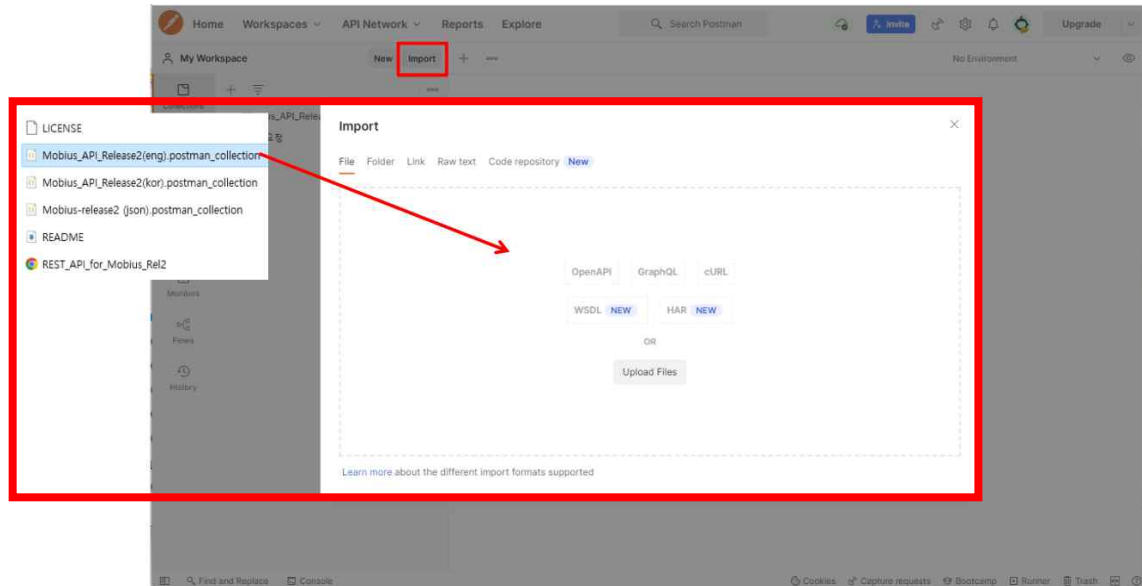 Home Workspaces API Network Reports Explore Search Postman Invite Upgrade
My Workspace New Import No Environment
Collections
LICENSE
Mobius_API_Release2(eng).postman_collection
Mobius_API_Release2(kor).postman_collection
Mobius-release2 (json).postman_collection
README
REST_API_for_Mobius_Rel2
Import
File Folder Link Raw text Code repository New
OpenAPI GraphQL cURL
WSDL NEW HAR NEW
OR
Upload Files
Learn more about the different import formats supported
Monitors
Flows
History
Find and Replace Console Cookies Capture requests Bootcamp Runner Trash